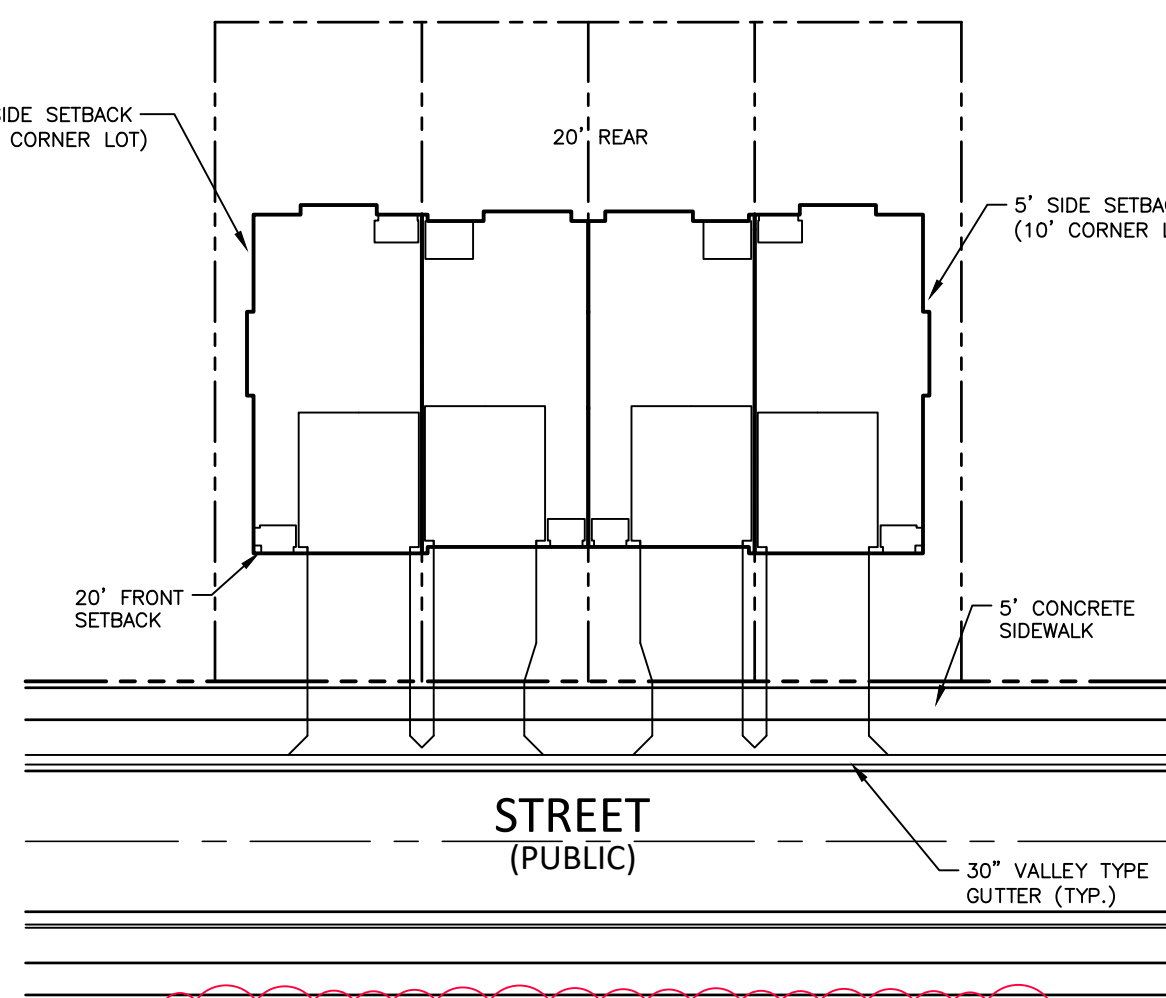 SIDE SETBACK
CORNER LOT)
20' REAR
5' SIDE
(10' CORNER
20' FRONT
SETBACK
5' CONCRETE
SIDEWALK
STREET
(PUBLIC)
30" VALLEY TYPE
GUTTER (TYP.)